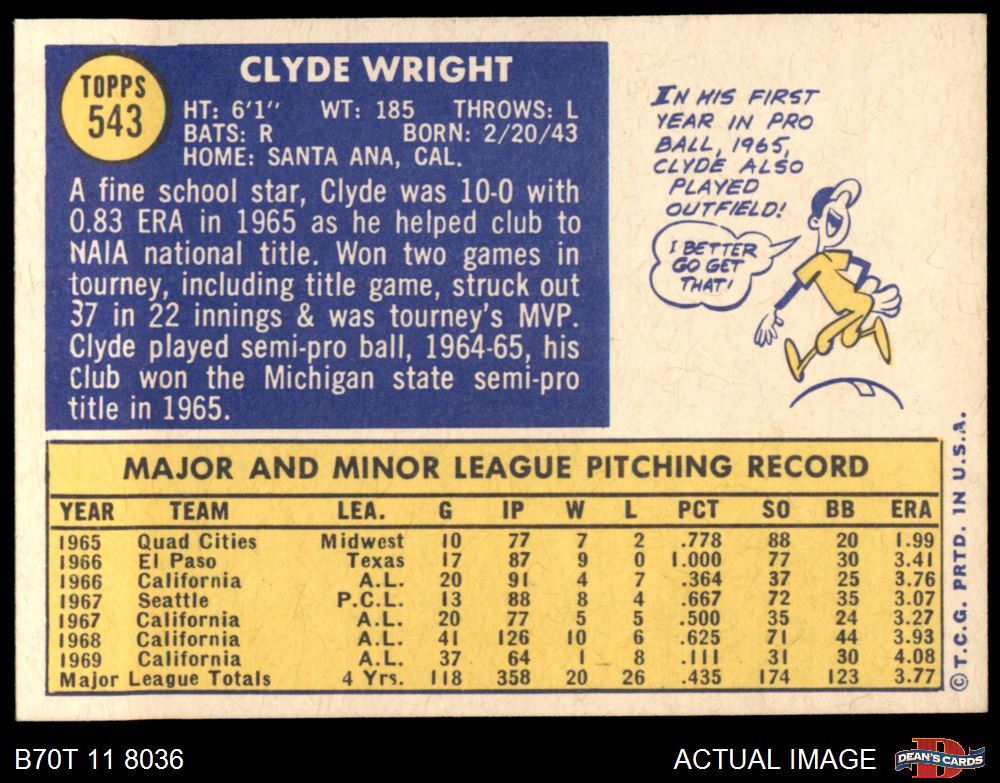 TOPPS
543
CLYDE WRIGHT
HT: 6'1" WT: 185 THROWS: L
BATS: R BORN: 2/20/43
HOME: SANTA ANA, CAL.
A fine school star, Clyde was 10-0 with
0.83 ERA in 1965 as he helped club to
NAIA national title. Won two games in
tourney, including title game, struck out
37 in 22 innings & was tourney's MVP.
Clyde played semi-pro ball, 1964-65, his
Club won the Michigan state semi-pro
title in 1965.
IN HIS FIRST
YEAR IN PRO
BALL, 1965,
CLYDE ALSO
PLAYED
OUTFIELD!
I BETTER
GO GET
THAT!
MAJOR AND MINOR LEAGUE PITCHING RECORD
YEAR TEAM LEA. G IP W L PCT SO BB ERA
1965 Quad Cities Midwest 10 77 7 2 .778 88 20 1.99
1966 El Paso Texas 17 87 9 0 1.000 77 30 3.41
1966 California A.L. 20 91 4 7 .364 37 25 3.76
1967 Seattle P.C.L. 13 88 8 4 .667 72 35 3.07
1967 California A.L. 20 77 5 5 .500 35 24 3.27
1968 California A.L. 41 126 10 6 .625 71 44 3.93
1969 California A.L. 37 64 1 8 .111 31 30 4.08
Major League Totals 4 Yrs. 118 358 20 26 .435 174 123 3.77
© T.C.G. PRTD. IN U.S.A.
B70T 11 8036
ACTUAL IMAGE
DEAN'S CARDS